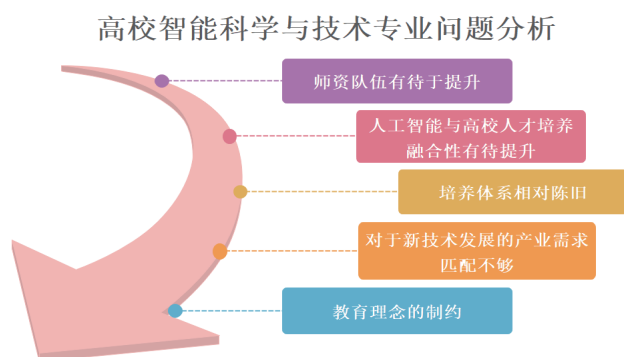 高校智能科学与技术专业问题分析
师资队伍有待于提升
人工智能与高校人才培养
融合性有待提升
培养体系相对陈旧
对于新技术发展的产业需求
匹配不够
教育理念的制约